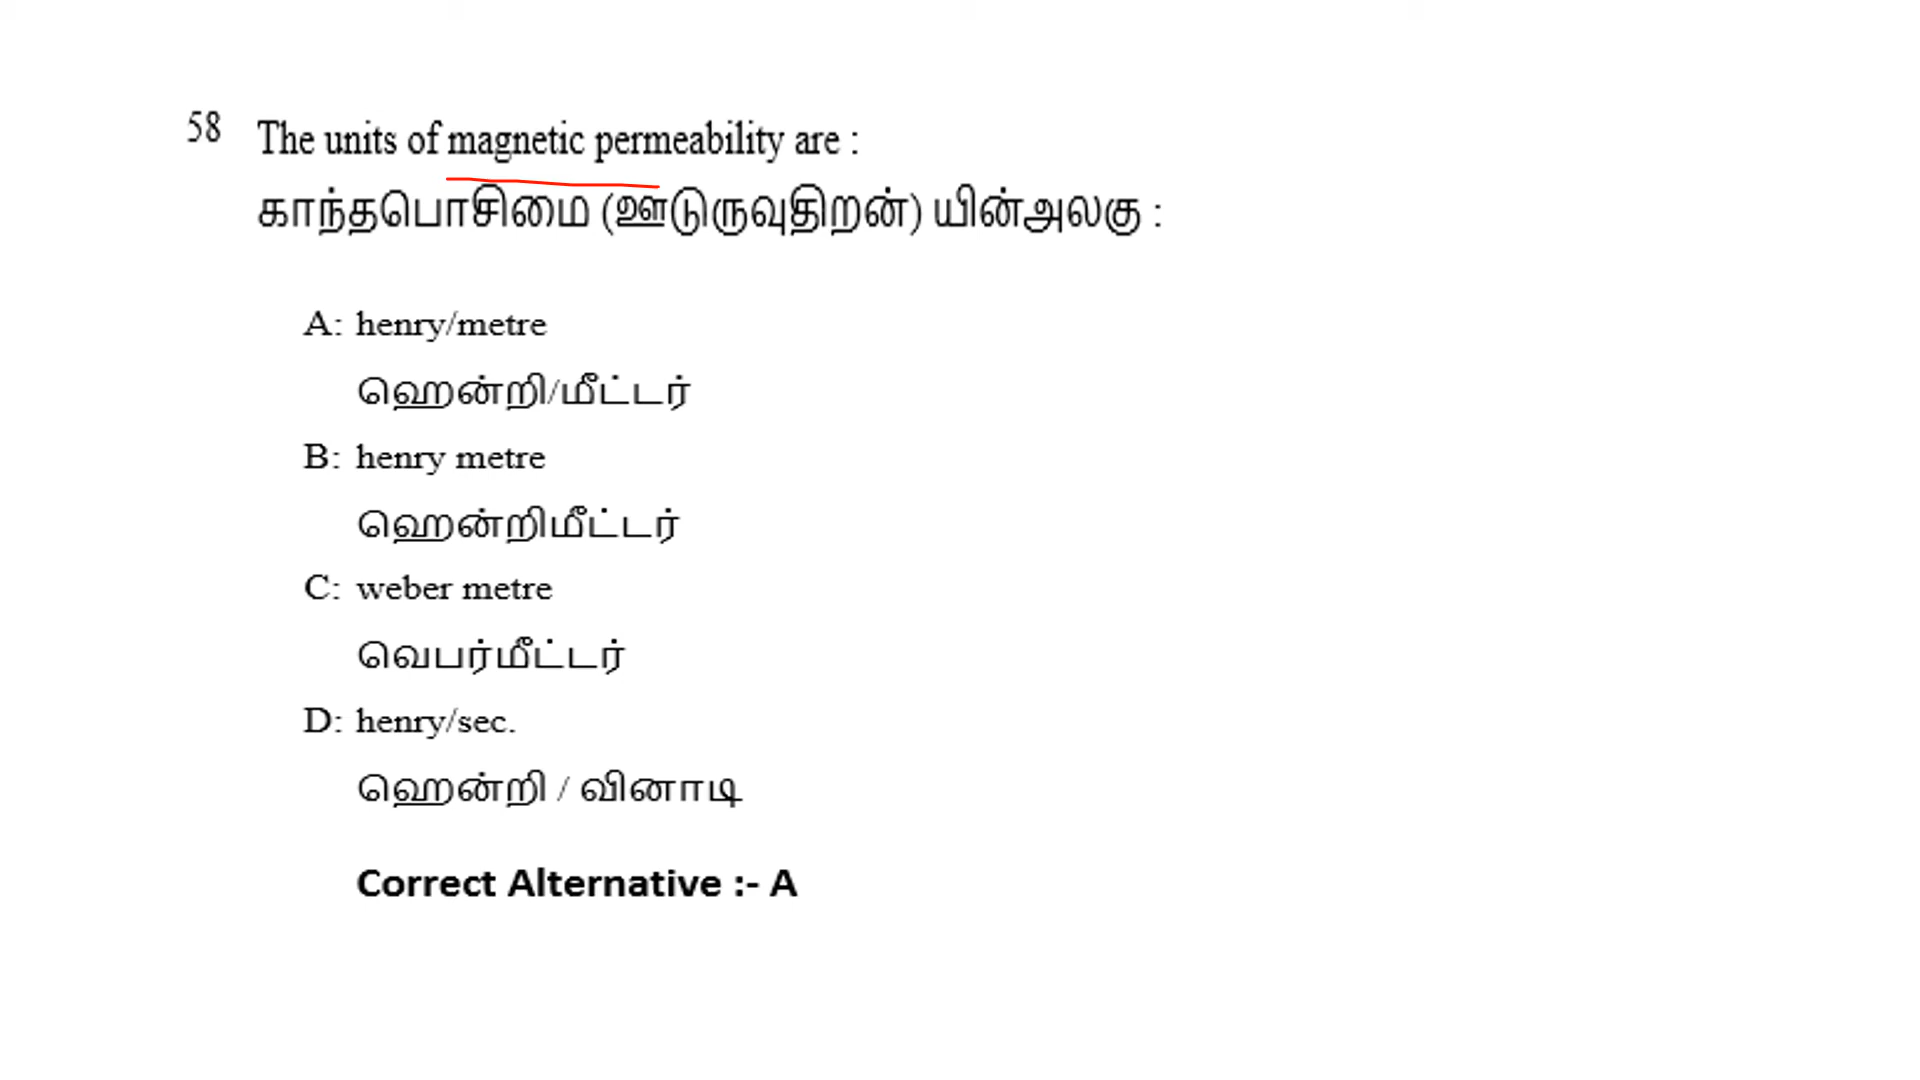 58 The units of magnetic permeability are :
காந்தபொசிமை (ஊடுருவுதிறன்) யின்அலகு :
A: henry/metre
ஹென்றி/மீட்டர்
B: henry metre
ஹென்றிமீட்டர்
C: weber metre
வெபர்மீட்டர்
D: henry/sec.
ஹென்றி / வினாடி
Correct Alternative :- A